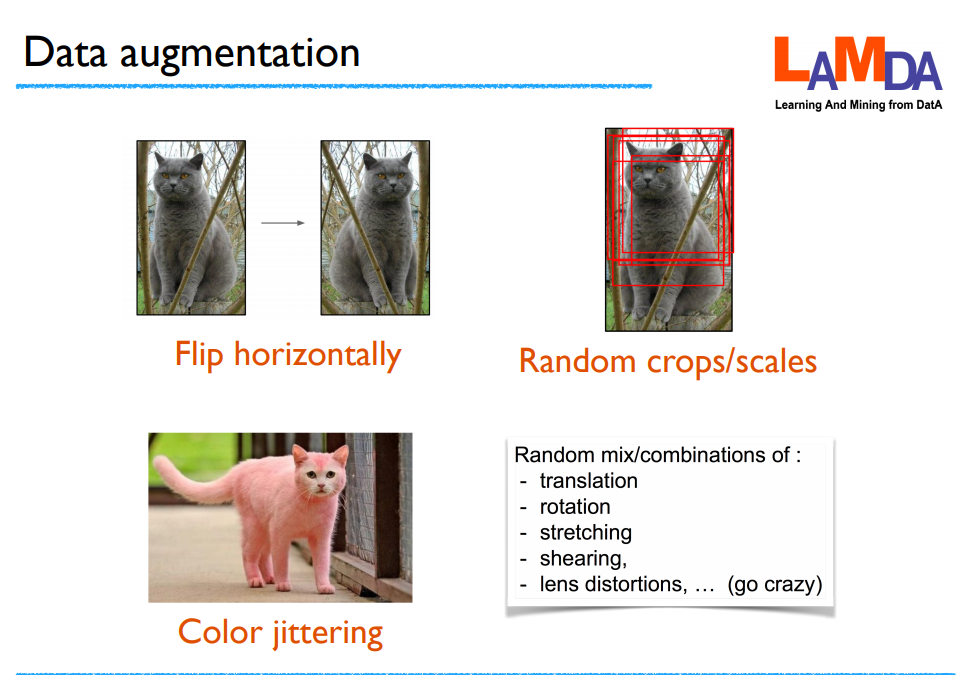 Data augmentation
LAMDA
Learning And Mining from DatA
Flip horizontally
Random crops/scales
Color jittering
Random mix/combinations of :
- translation
- rotation
- stretching
- shearing,
- lens distortions, … (go crazy)